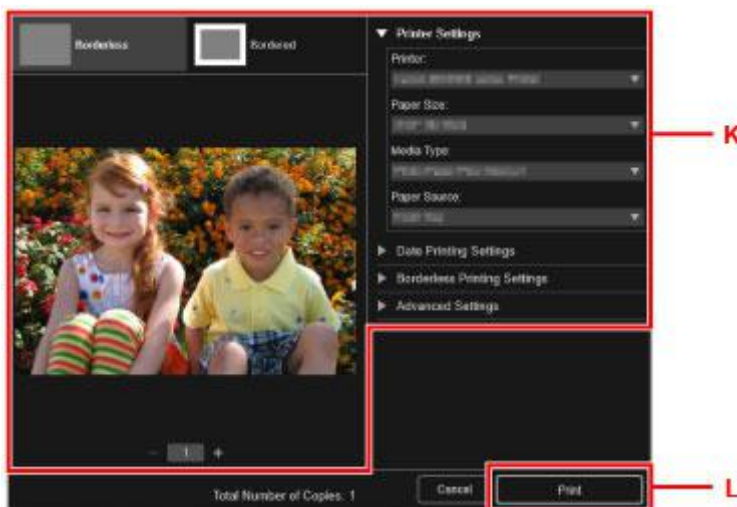 Borderless
Bordered
Printer Settings
Printer:
Paper Size:
Media Type:
Paper Source:
Date Printing Settings
Borderless Printing Settings
Advanced Settings
K
1
Total Number of Copies: 1
Cancel
Print
L